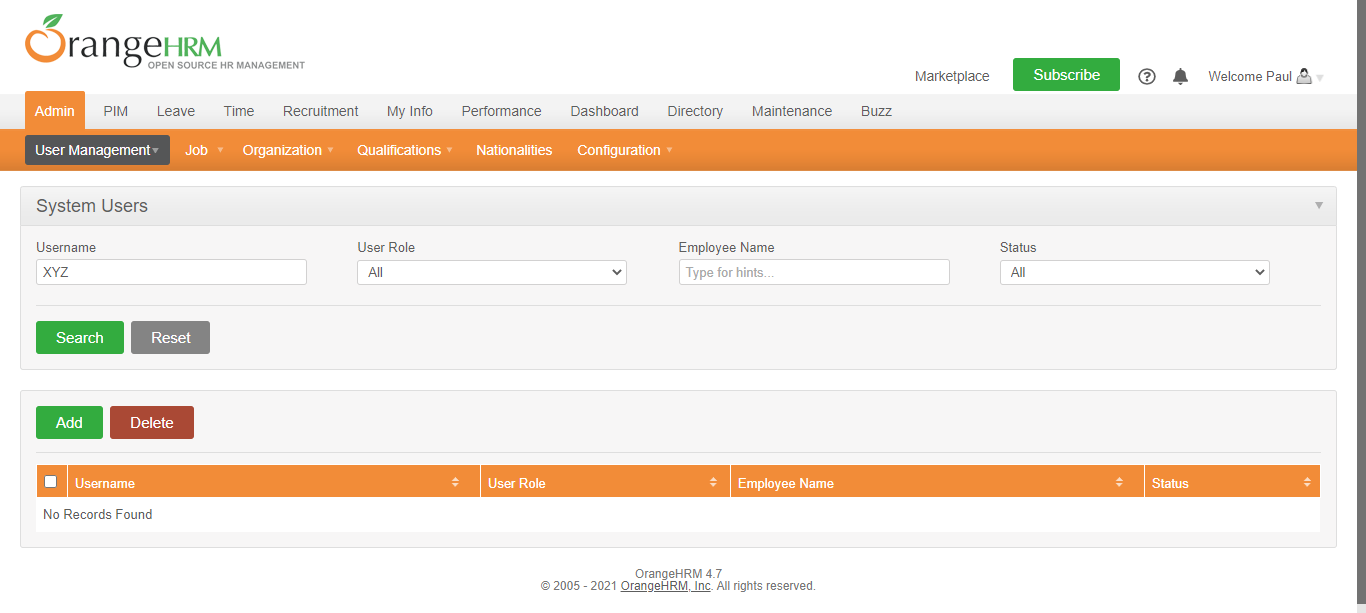 OrangeHRM
OPEN SOURCE HR MANAGEMENT
Marketplace Subscribe Welcome Paul
Admin PIM Leave Time Recruitment My Info Performance Dashboard Directory Maintenance Buzz
User Management Job Organization Qualifications Nationalities Configuration
System Users
Username User Role Employee Name Status
XYZ All Type for hints... All
Search Reset
Add Delete
Username User Role Employee Name Status
No Records Found
OrangeHRM 4.7
© 2005 - 2021 OrangeHRM, Inc. All rights reserved.